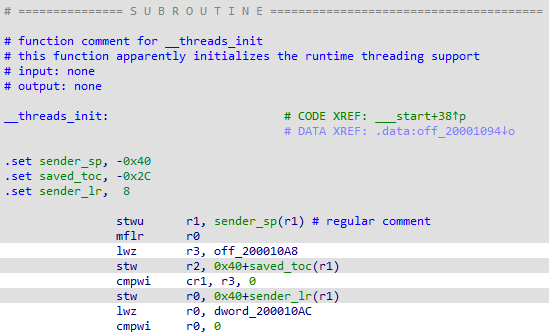 # =============== S U B R O U T I N E =======================================
# function comment for __threads_init
# this function apparently initializes the runtime threading support
# input: none
# output: none
__threads_init: # CODE XREF: ___start+38↑p
# DATA XREF: .data:off_20001094↓o
.set sender_sp, -0x40
.set saved_toc, -0x2C
.set sender_lr, 8
stwu r1, sender_sp(r1) # regular comment
mflr r0
lwz r3, off_200010A8
stw r2, 0x40+saved_toc(r1)
cmpwi cr1, r3, 0
stw r0, 0x40+sender_lr(r1)
lwz r0, dword_200010AC
cmpwi r0, 0